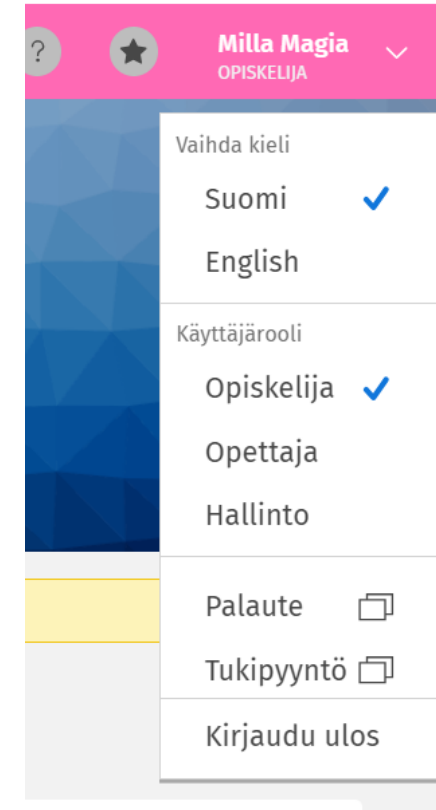 ?
Milla Magia
OPISKELIJA
Vaihda kieli
Suomi
English
Käyttäjärooli
Opiskelija
Opettaja
Hallinto
Palaute
Tukipyyntö
Kirjaudu ulos